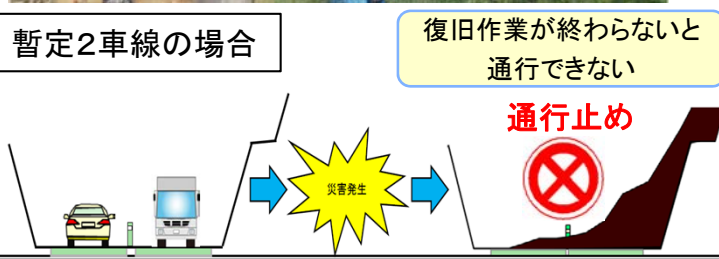 暫定2車線の場合
復旧作業が終わらないと
通行できない
通行止め
災害発生